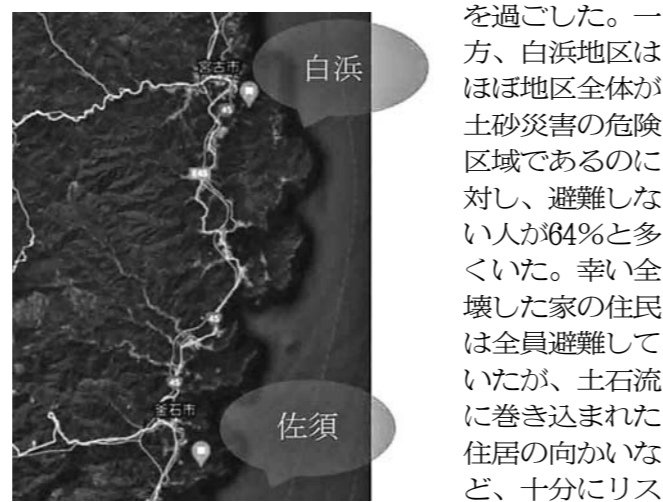 宮古市
白浜
45
E45
45
45
釜石市
佐須
を過ごした。一
方、白浜地区は
ほぼ地区全体が
土砂災害の危険
区域であるのに
対し、避難しな
い人が64％と多
くいた。幸い全
壊した家の住民
は全員避難して
いたが、土石流
に巻き込まれた
住居の向かいな
ど、十分にリス